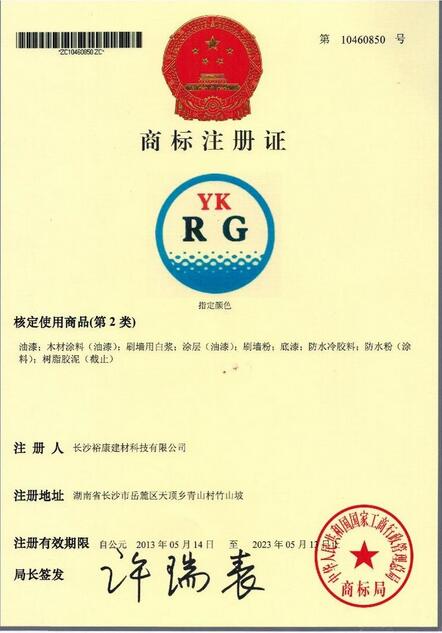 *ZC10460850ZC*
第 10460850 号
商标注册证
YK
RG
指定颜色
核定使用商品(第 2 类)
油漆；木材涂料（油漆）；刷墙用白浆；涂层（油漆）；刷墙粉；底漆；防水冷胶料；防水粉（涂
料）；树脂胶泥（截止）
注 册 人 长沙裕康建材科技有限公司
注册地址 湖南省长沙市岳麓区天顶乡青山村竹山坡
注册有效期限 自公元 2013 年 05 月 14 日 至 2023 年 05 月 13 日止
局长签发 许瑞表
中华人民共和国国家工商行政管理总局
商标局